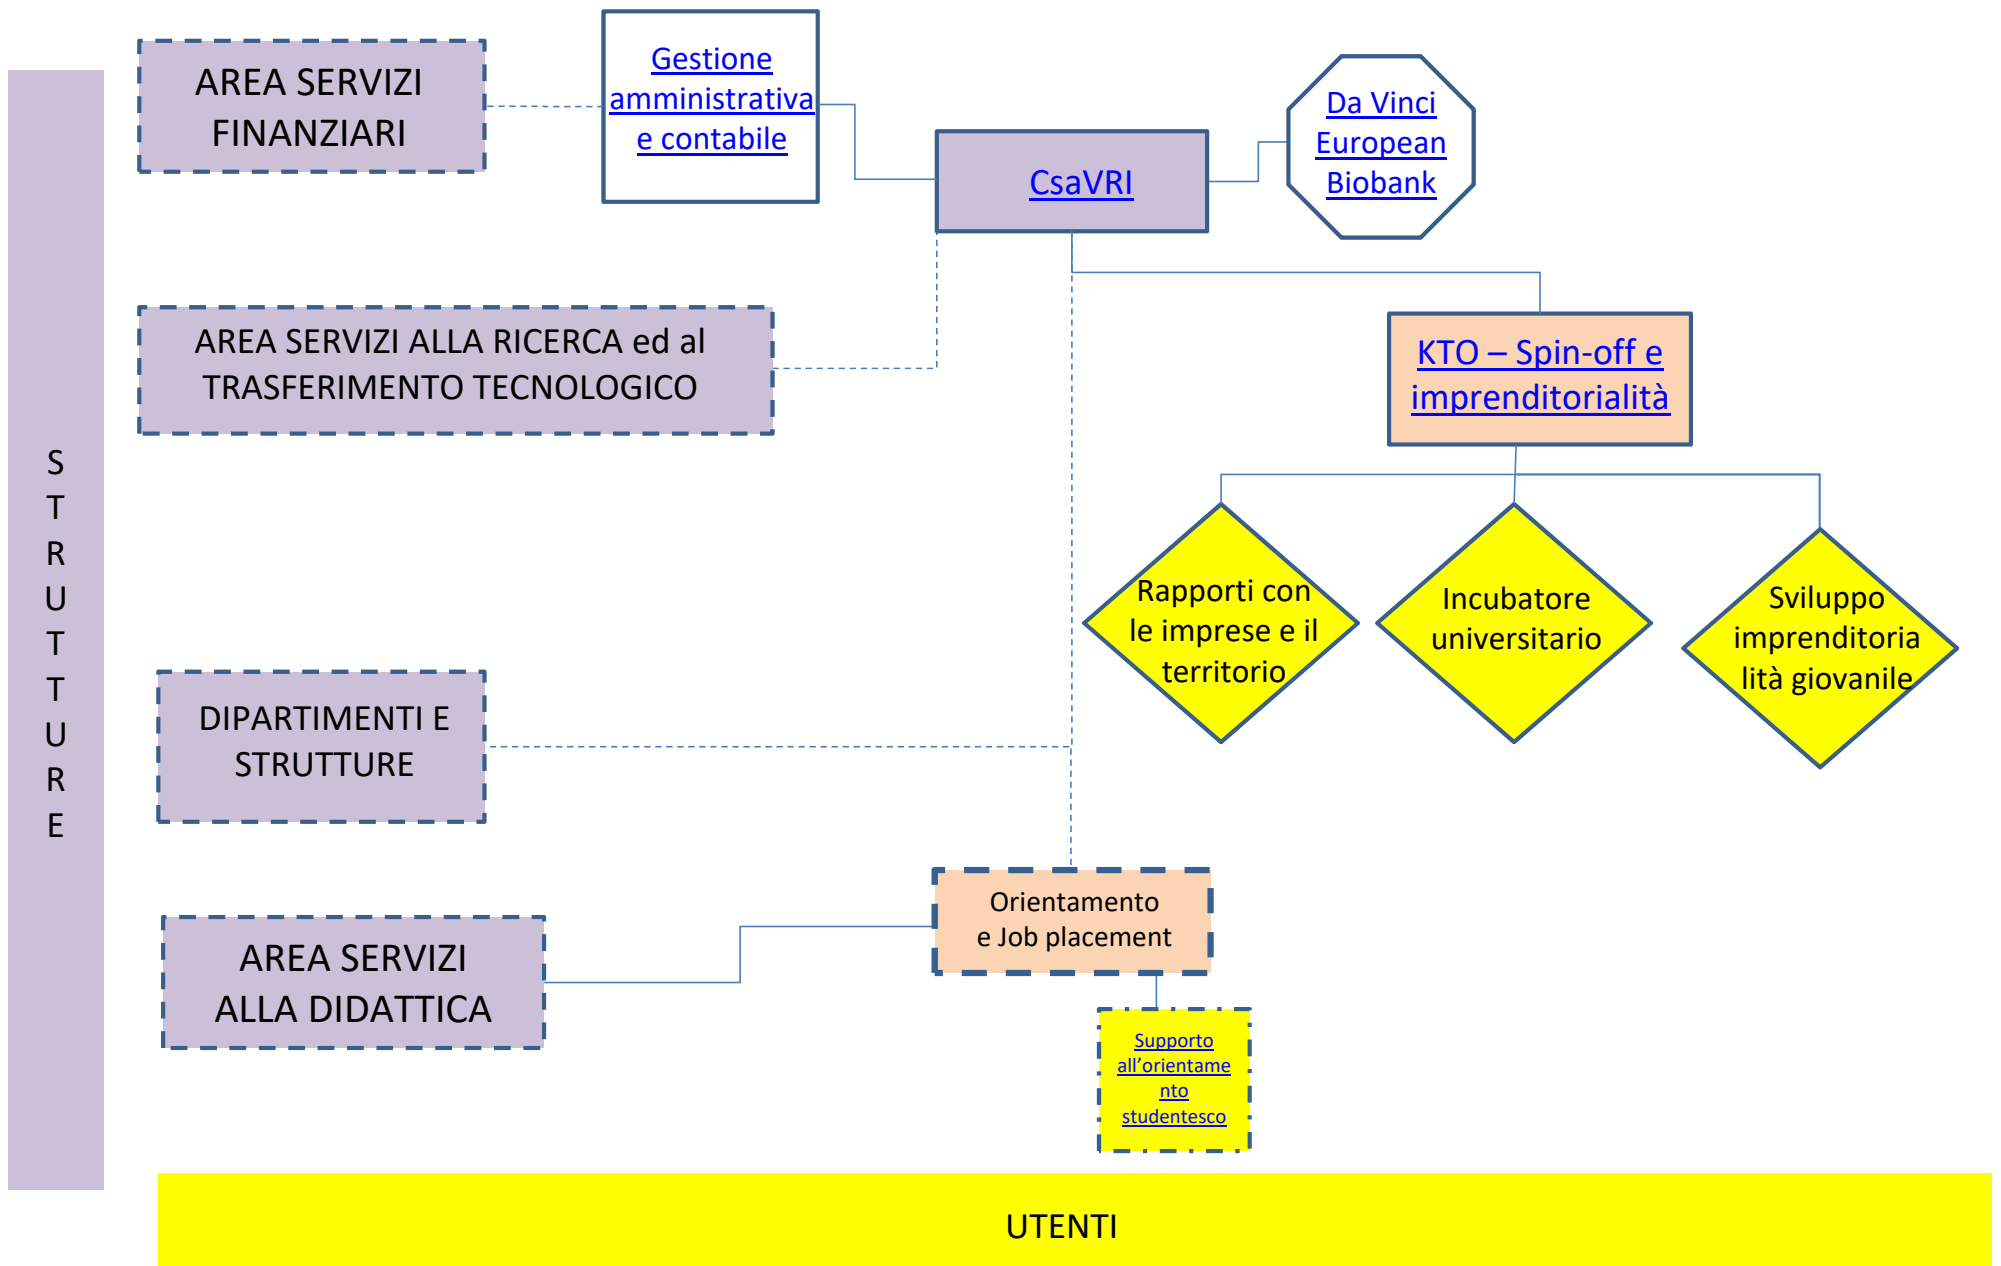 AREA SERVIZI
FINANZIARI
Gestione
amministrativa
e contabile
CsaVRI
Da Vinci
European
Biobank
AREA SERVIZI ALLA RICERCA ed al
TRASFERIMENTO TECNOLOGICO
KTO – Spin-off e
imprenditorialità
S
T
R
U
T
T
U
R
E
Rapporti con
le imprese e il
territorio
Incubatore
universitario
Sviluppo
imprenditoria
lità giovanile
DIPARTIMENTI E
STRUTTURE
Orientamento
e Job placement
AREA SERVIZI
ALLA DIDATTICA
Supporto
all’orientame
nto
studentesco
UTENTI